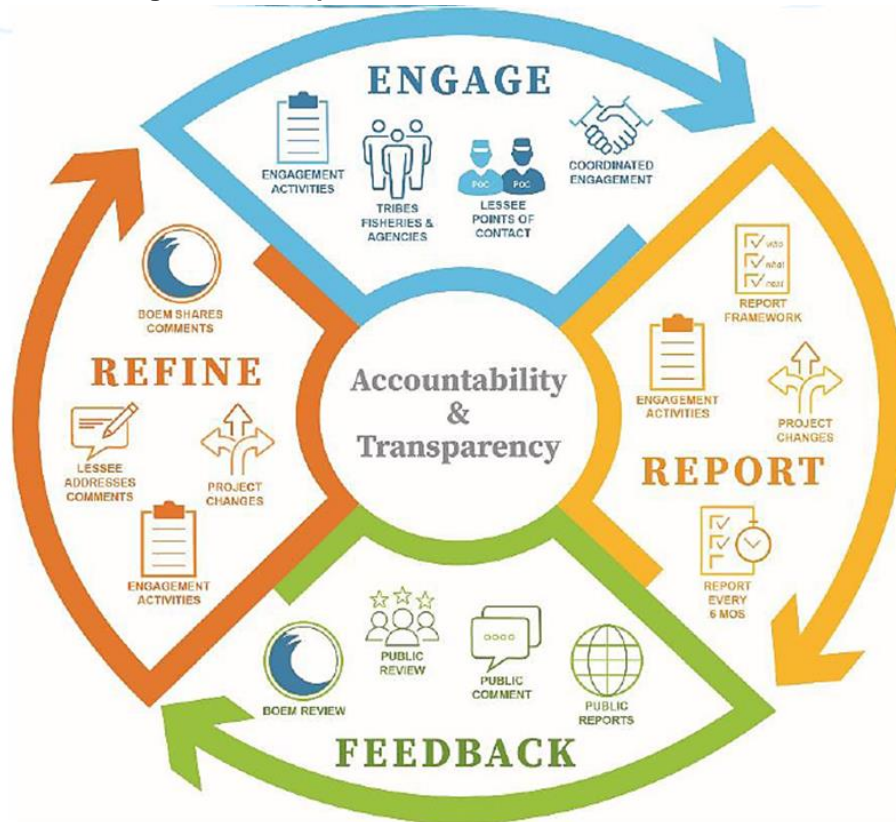 ENGAGE
ENGAGEMENT
ACTIVITIES
TRIBES
FISHERIES &
AGENCIES
POC
POC
LESSEE
POINTS OF
CONTACT
COORDINATED
ENGAGEMENT
who
what
REPORT
FRAMEWORK
ENGAGEMENT
ACTIVITIES
PROJECT
CHANGES
REPORT
REPORT
EVERY
6 MOS
PUBLIC
REPORTS
PUBLIC
COMMENT
PUBLIC
REVIEW
BOEM REVIEW
FEEDBACK
BOEM SHARES
COMMENTS
REFINE
LESSEE
ADDRESSES
COMMENTS
PROJECT
CHANGES
ENGAGEMENT
ACTIVITIES
Accountability
&
Transparency